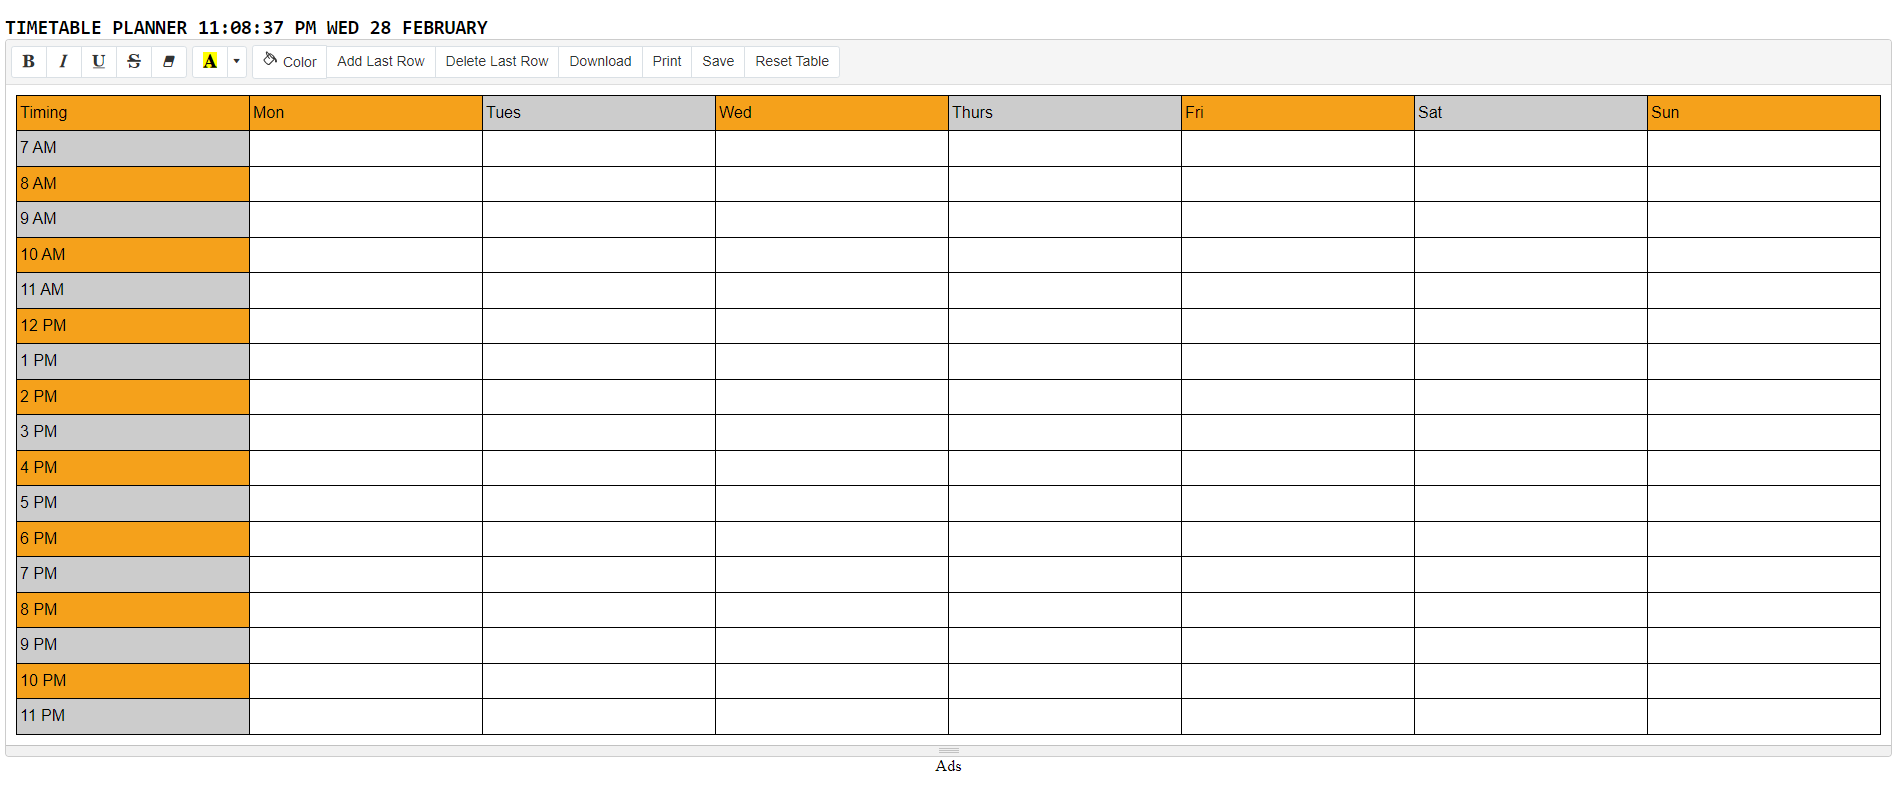 TIMETABLE PLANNER 11:08:37 PM WED 28 FEBRUARY
B I U S A Color Add Last Row Delete Last Row Download Print Save Reset Table
Timing Mon Tues Wed Thurs Fri Sat Sun
7 AM
8 AM
9 AM
10 AM
11 AM
12 PM
1 PM
2 PM
3 PM
4 PM
5 PM
6 PM
7 PM
8 PM
9 PM
10 PM
11 PM
Ads